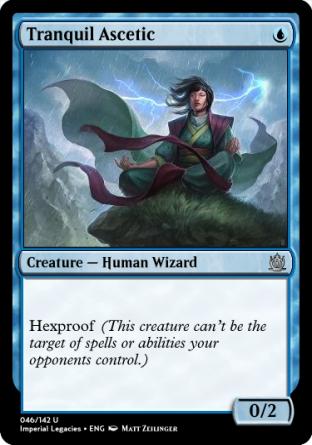 Tranquil Ascetic
Creature — Human Wizard
Hexproof (This creature can't be the
target of spells or abilities your
opponents control.)
0/2
046/142 U
Imperial Legacies • ENG Matt Zeilinger